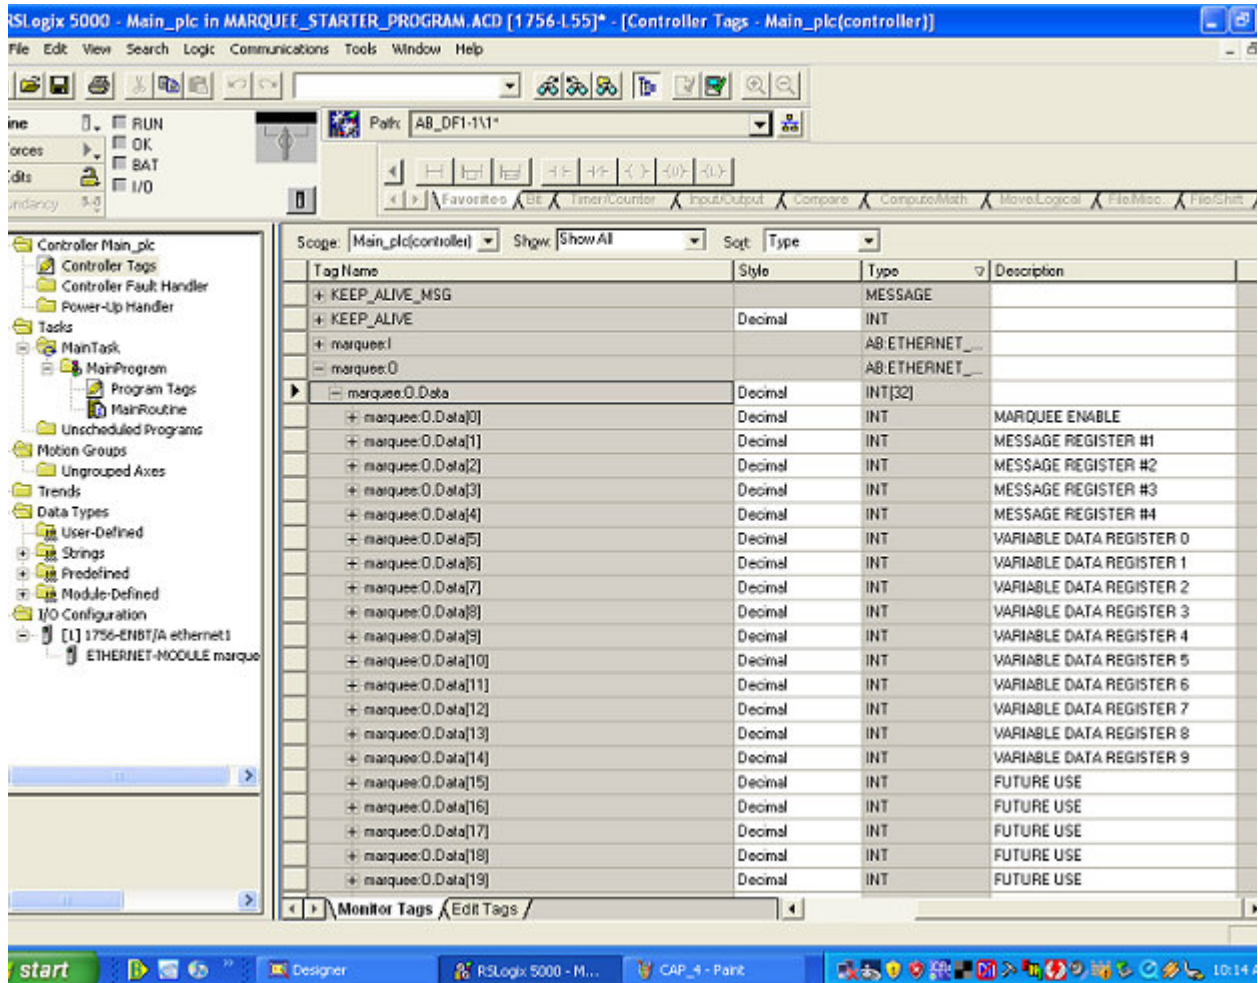 RSLogix 5000 - Main_plc in MARQUEE_STARTER_PROGRAM.ACD [1756-L55]* - [Controller Tags - Main_plc(controller)]
File Edit View Search Logic Communications Tools Window Help
RUN
OK
BAT
I/O
Path: AB_DF1-1\1*
Favorites Bit Timer/Counter Input/Output Compare Compute/Math Move/Logical File/Misc. File/Shift
Controller Main_plc
Controller Tags
Controller Fault Handler
Power-Up Handler
Tasks
MainTask
MainProgram
Program Tags
MainRoutine
Unscheduled Programs
Motion Groups
Ungrouped Axes
Trends
Data Types
User-Defined
Strings
Predefined
Module-Defined
I/O Configuration
[1] 1756-ENBT/A ethernet1
ETHERNET-MODULE marque
Scope: Main_plc(controller) Show: Show All Sort: Type
Tag Name Style Type Description
KEEP_ALIVE_MSG MESSAGE
KEEP_ALIVE Decimal INT
marquee:I AB:ETHERNET_...
marquee:O AB:ETHERNET_...
marquee:O.Data Decimal INT[32]
marquee:O.Data[0] Decimal INT MARQUEE ENABLE
marquee:O.Data[1] Decimal INT MESSAGE REGISTER #1
marquee:O.Data[2] Decimal INT MESSAGE REGISTER #2
marquee:O.Data[3] Decimal INT MESSAGE REGISTER #3
marquee:O.Data[4] Decimal INT MESSAGE REGISTER #4
marquee:O.Data[5] Decimal INT VARIABLE DATA REGISTER 0
marquee:O.Data[6] Decimal INT VARIABLE DATA REGISTER 1
marquee:O.Data[7] Decimal INT VARIABLE DATA REGISTER 2
marquee:O.Data[8] Decimal INT VARIABLE DATA REGISTER 3
marquee:O.Data[9] Decimal INT VARIABLE DATA REGISTER 4
marquee:O.Data[10] Decimal INT VARIABLE DATA REGISTER 5
marquee:O.Data[11] Decimal INT VARIABLE DATA REGISTER 6
marquee:O.Data[12] Decimal INT VARIABLE DATA REGISTER 7
marquee:O.Data[13] Decimal INT VARIABLE DATA REGISTER 8
marquee:O.Data[14] Decimal INT VARIABLE DATA REGISTER 9
marquee:O.Data[15] Decimal INT FUTURE USE
marquee:O.Data[16] Decimal INT FUTURE USE
marquee:O.Data[17] Decimal INT FUTURE USE
marquee:O.Data[18] Decimal INT FUTURE USE
marquee:O.Data[19] Decimal INT FUTURE USE
Monitor Tags Edit Tags
start Designer RSLogix 5000 - M... CAP_4 - Paint 10:14 A